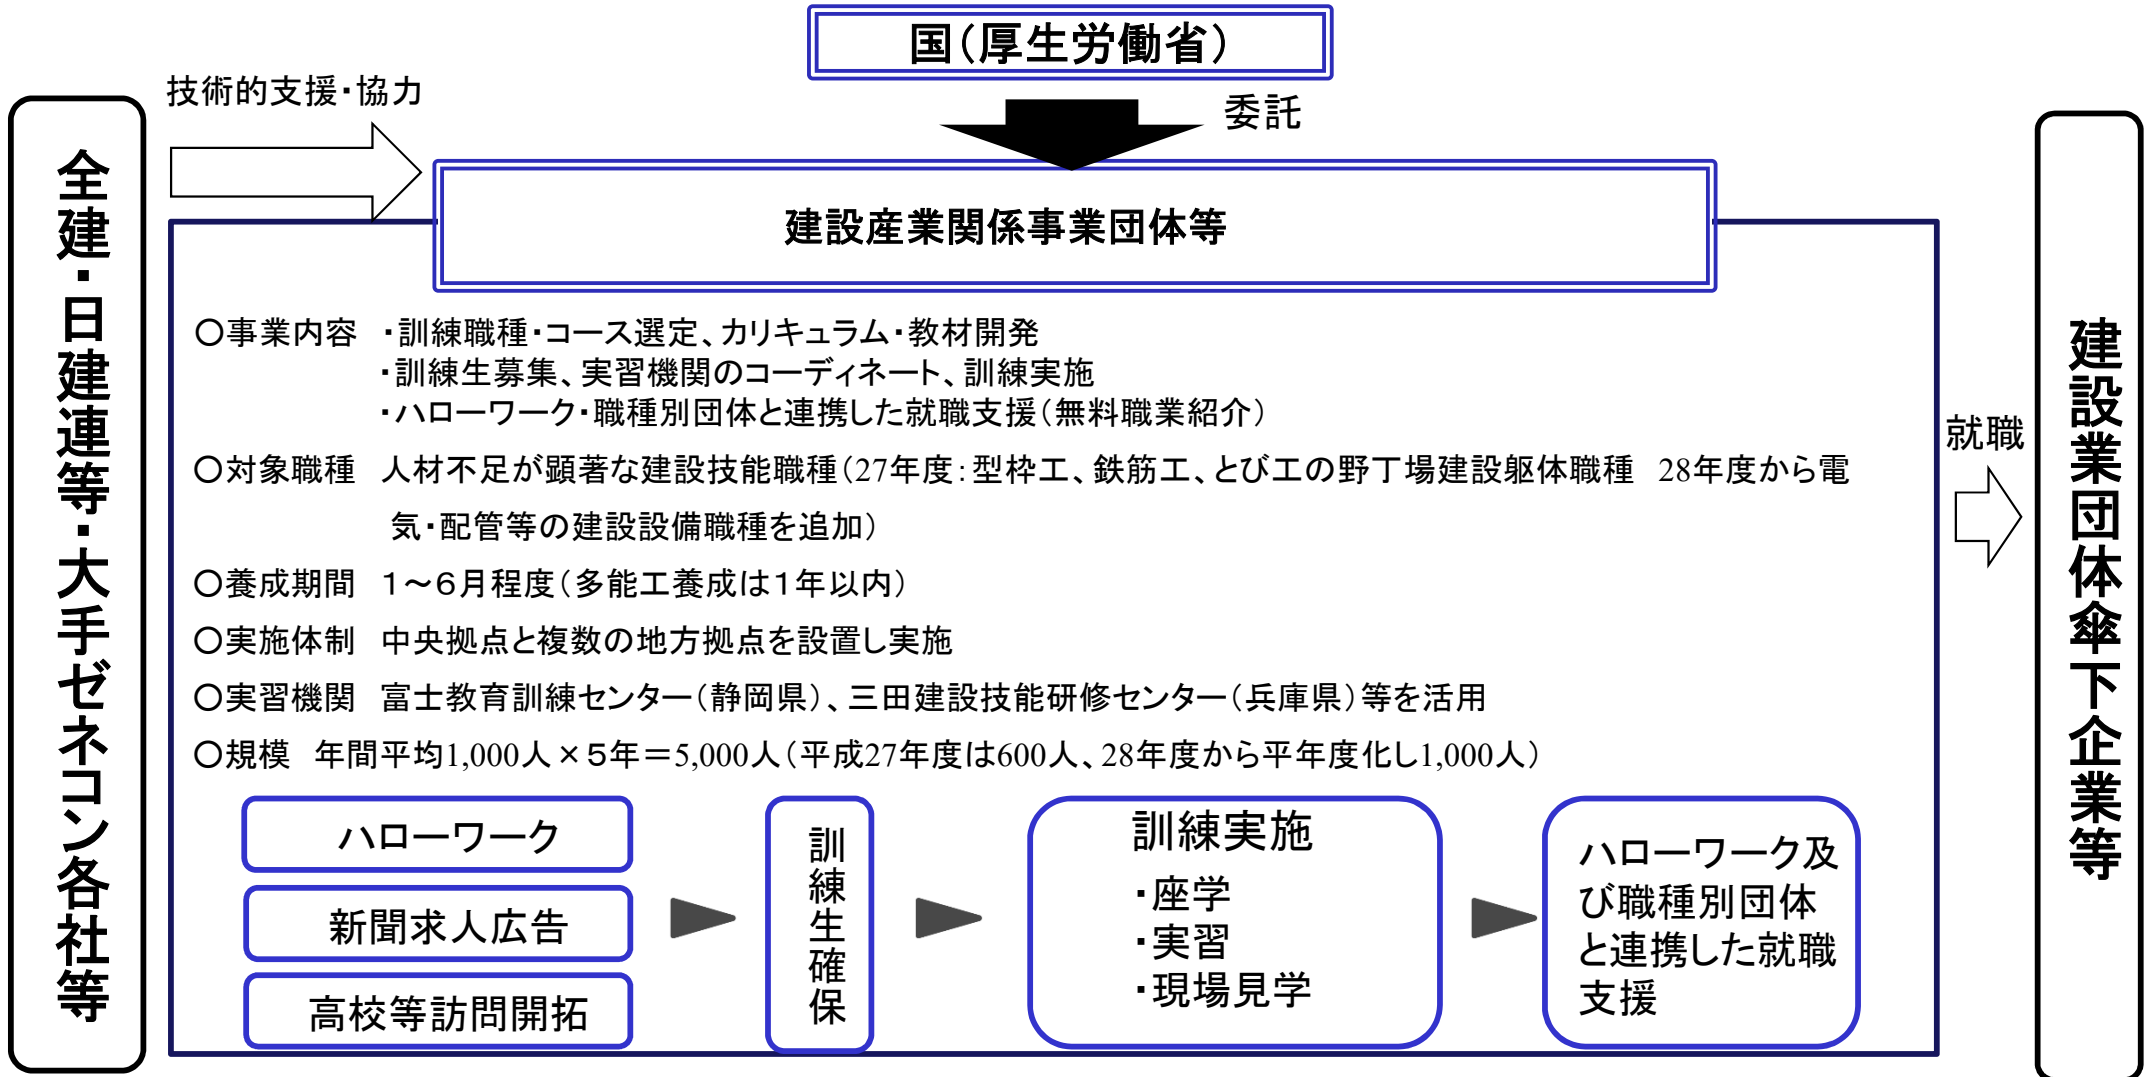 国（厚生労働省）
技術的支援・協力
委託
全建・日建連等・大手ゼネコン各社等
建設産業関係事業団体等
○事業内容　・訓練職種・コース選定、カリキュラム・教材開発
・訓練生募集、実習機関のコーディネート、訓練実施
・ハローワーク・職種別団体と連携した就職支援（無料職業紹介）
○対象職種　人材不足が顕著な建設技能職種（27年度：型枠工、鉄筋工、とび工の野丁場建設躯体職種　28年度から電
気・配管等の建設設備職種を追加）
○養成期間　１～６月程度（多能工養成は１年以内）
○実施体制　中央拠点と複数の地方拠点を設置し実施
○実習機関　富士教育訓練センター（静岡県）、三田建設技能研修センター（兵庫県）等を活用
○規模　年間平均1,000人×５年＝5,000人（平成27年度は600人、28年度から平年度化し1,000人）
ハローワーク
新聞求人広告
高校等訪問開拓
訓練生確保
訓練実施
・座学
・実習
・現場見学
ハローワーク及
び職種別団体
と連携した就職
支援
就職
建設業団体傘下企業等